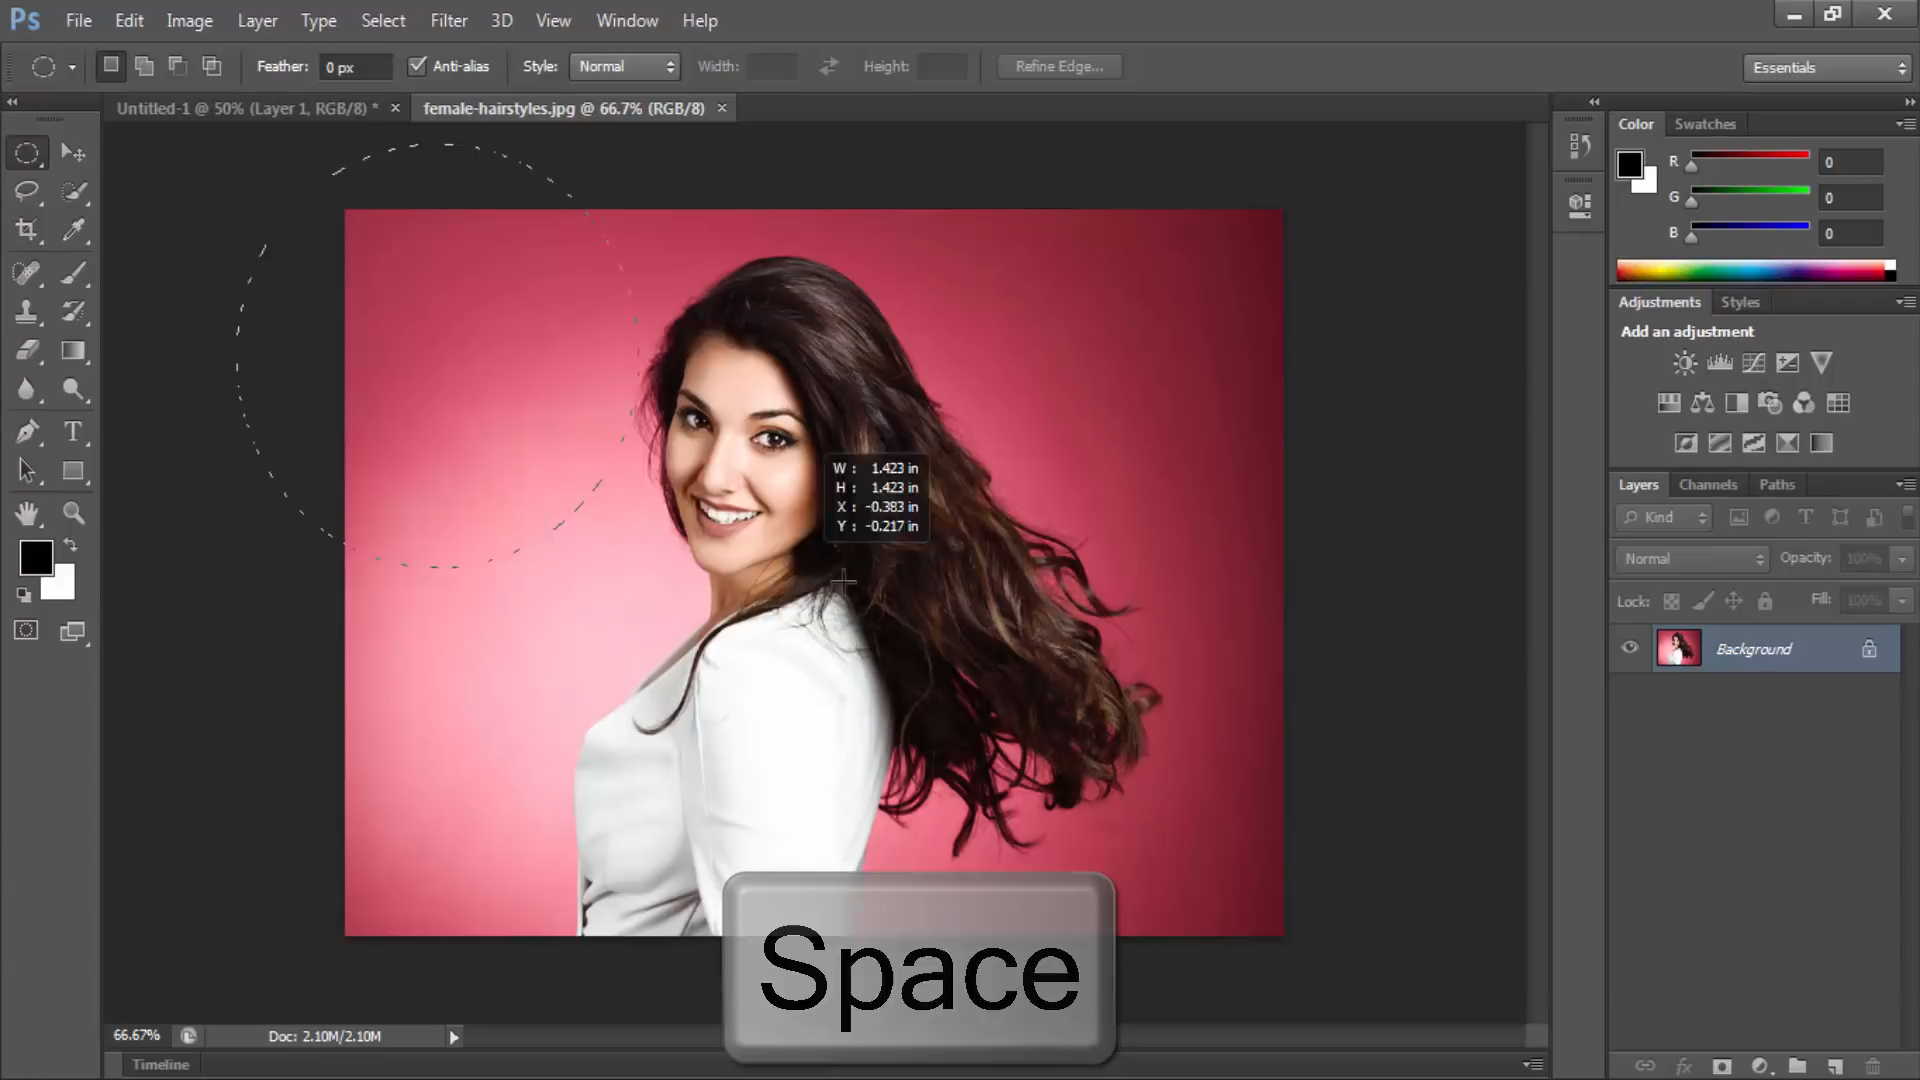 Ps File Edit Image Layer Type Select Filter 3D View Window Help
Feather: 0 px Anti-alias Style: Normal Width: Height: Refine Edge... Essentials
Untitled-1 @ 50% (Layer 1, RGB/8) * × female-hairstyles.jpg @ 66.7% (RGB/8) ×
Color Swatches
R 0
G 0
B 0
Adjustments Styles
Add an adjustment
W : 1.423 in
H : 1.423 in
X : -0.383 in
Y : -0.217 in
Layers Channels Paths
Kind
Normal Opacity: 100%
Lock: Fill: 100%
Background
Space
66.67% Doc: 2.10M/2.10M
Timeline